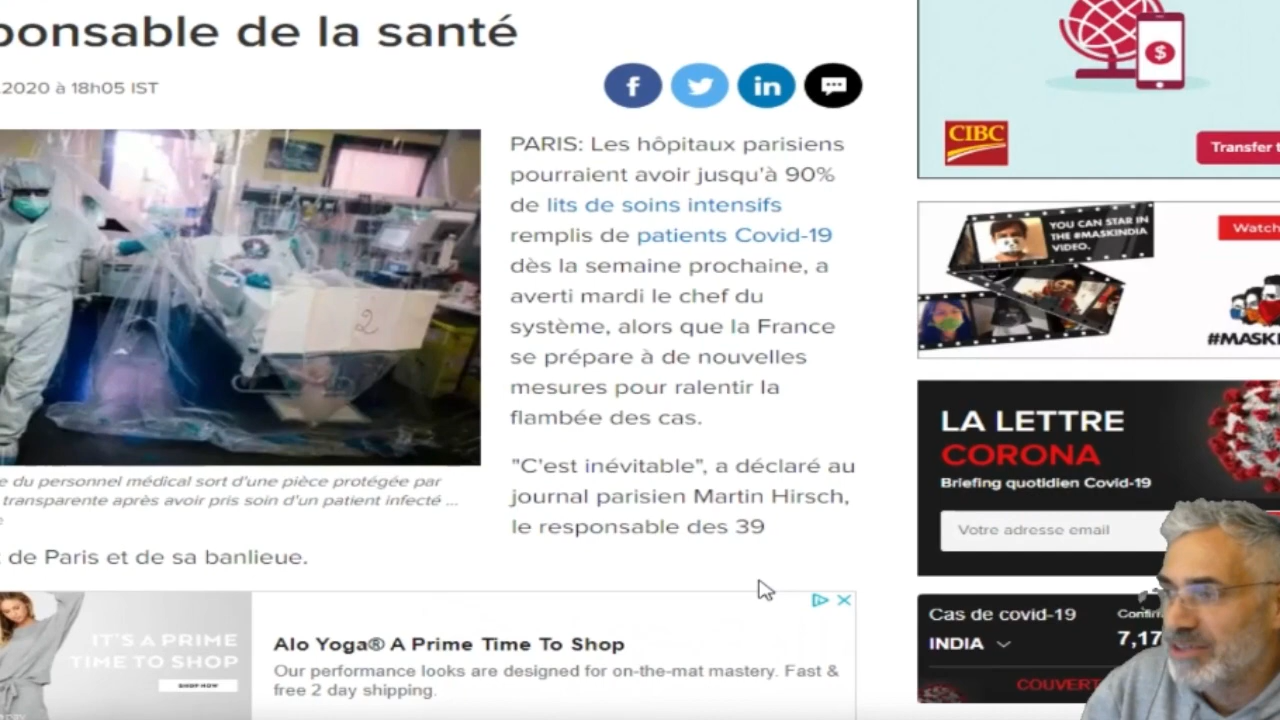 ponsable de la santé
.2020 à 18h05 IST
PARIS: Les hôpitaux parisiens
pourraient avoir jusqu'à 90%
de lits de soins intensifs
remplis de patients Covid-19
dès la semaine prochaine, a
averti mardi le chef du
système, alors que la France
se prépare à de nouvelles
mesures pour ralentir la
flambée des cas.
"C'est inévitable", a déclaré au
journal parisien Martin Hirsch,
le responsable des 39
de Paris et de sa banlieue.
2
e du personnel médical sort d'une pièce protégée par
transparente après avoir pris soin d'un patient infecté ...
IT'S A PRIME
TIME TO SHOP
SHOP NOW
Alo Yoga® A Prime Time To Shop
Our performance looks are designed for on-the-mat mastery. Fast &
free 2 day shipping.
$
CIBC
Transfer t
YOU CAN STAR IN
THE #MASKINDIA
VIDEO.
Watch
#MASKI
LA LETTRE
CORONA
Briefing quotidien Covid-19
Votre adresse email
Cas de covid-19
INDIA
Confir
7,17
COUVERT